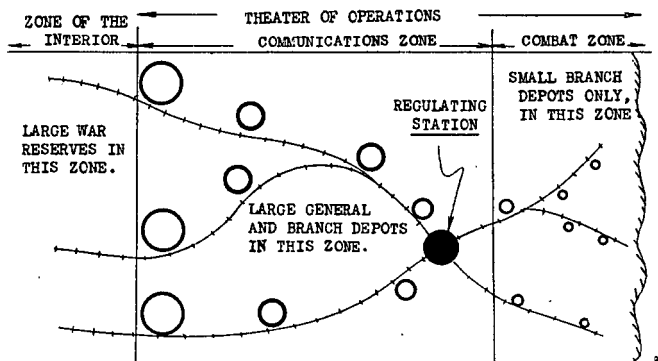 ZONE OF THE
INTERIOR
THEATER OF OPERATIONS
COMMUNICATIONS ZONE
COMBAT ZONE
SMALL BRANCH
DEPOTS ONLY,
IN THIS ZONE
REGULATING
STATION
LARGE WAR
RESERVES IN
THIS ZONE.
LARGE GENERAL
AND BRANCH DEPOTS
IN THIS ZONE.